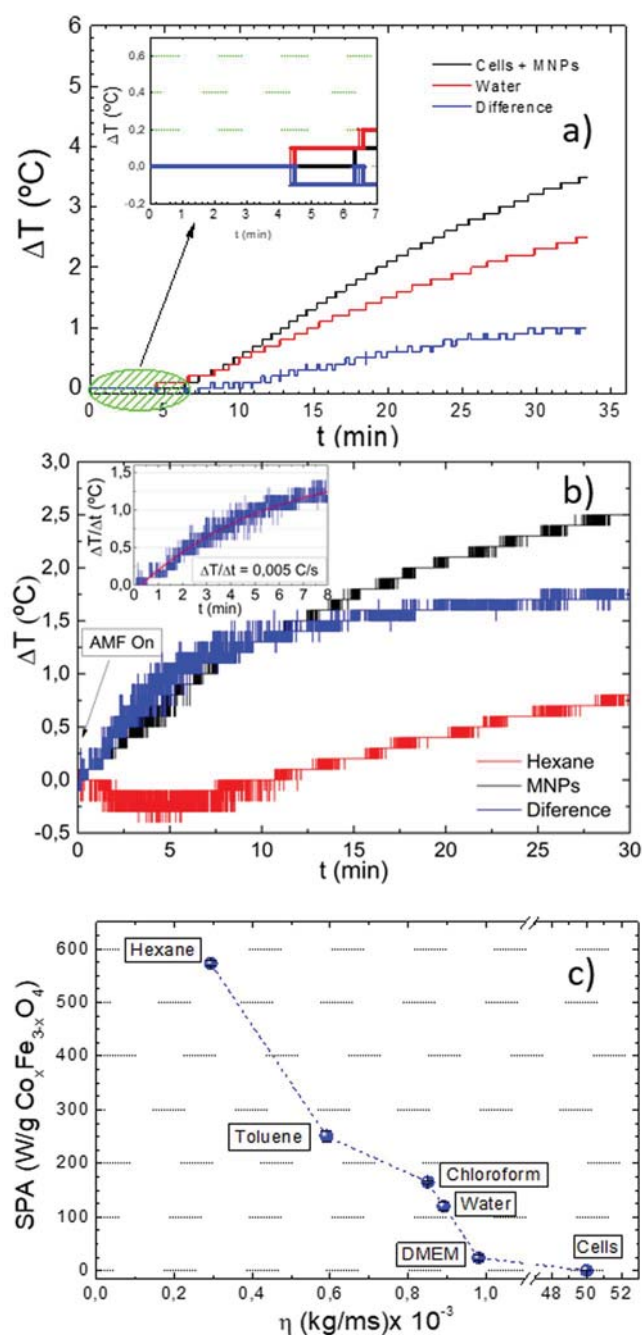 a)
Cells + MNPs
Water
Difference
ΔT (ºC)
0,6
0,4
0,2
0,0
-0,2
0 1 2 3 4 5 6 7
t (min)
ΔT (ºC)
6
5
4
3
2
1
0
0 5 10 15 20 25 30 35
t (min)
b)
ΔT/Δt (ºC)
1,5
1,0
0,5
0,0
ΔT/Δt = 0,005 C/s
0 1 2 3 4 5 6 7 8
t (min)
AMF On
Hexane
MNPs
Diference
ΔT (ºC)
3,0
2,5
2,0
1,5
1,0
0,5
0,0
-0,5
0 5 10 15 20 25 30
t (min)
c)
SPA (W/g CoxFe3-xO4)
600
500
400
300
200
100
0
Hexane
Toluene
Chloroform
Water
DMEM
Cells
0,0 0,2 0,4 0,6 0,8 1,0 48 50 52
η (kg/ms)x 10-3